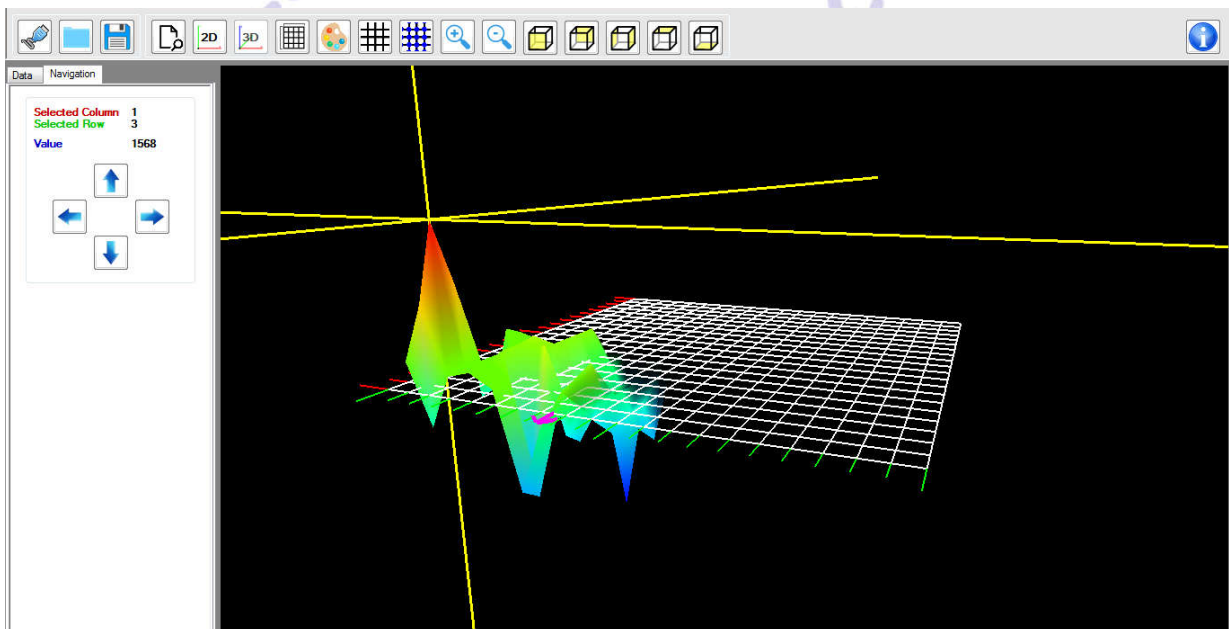 2D
3D
Data
Navigation
Selected Column 1
Selected Row 3
Value 1568